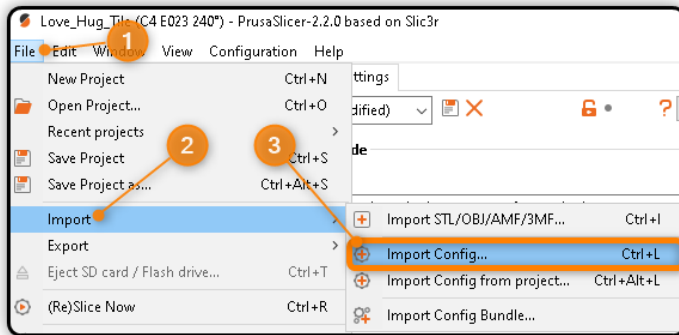 Love_Hug_Tile (C4 E023 240°) - PrusaSlicer-2.2.0 based on Slic3r
File Edit Window View Configuration Help
1
New Project Ctrl+N
ttings
Open Project... Ctrl+O
dified)
?
Recent projects
2
3
de
Save Project Ctrl+S
Save Project as... Ctrl+Alt+S
Import
Import STL/OBJ/AMF/3MF... Ctrl+I
Export
Import Config... Ctrl+L
Eject SD card / Flash drive... Ctrl+T
Import Config from project... Ctrl+Alt+L
(Re)Slice Now Ctrl+R
Import Config Bundle...